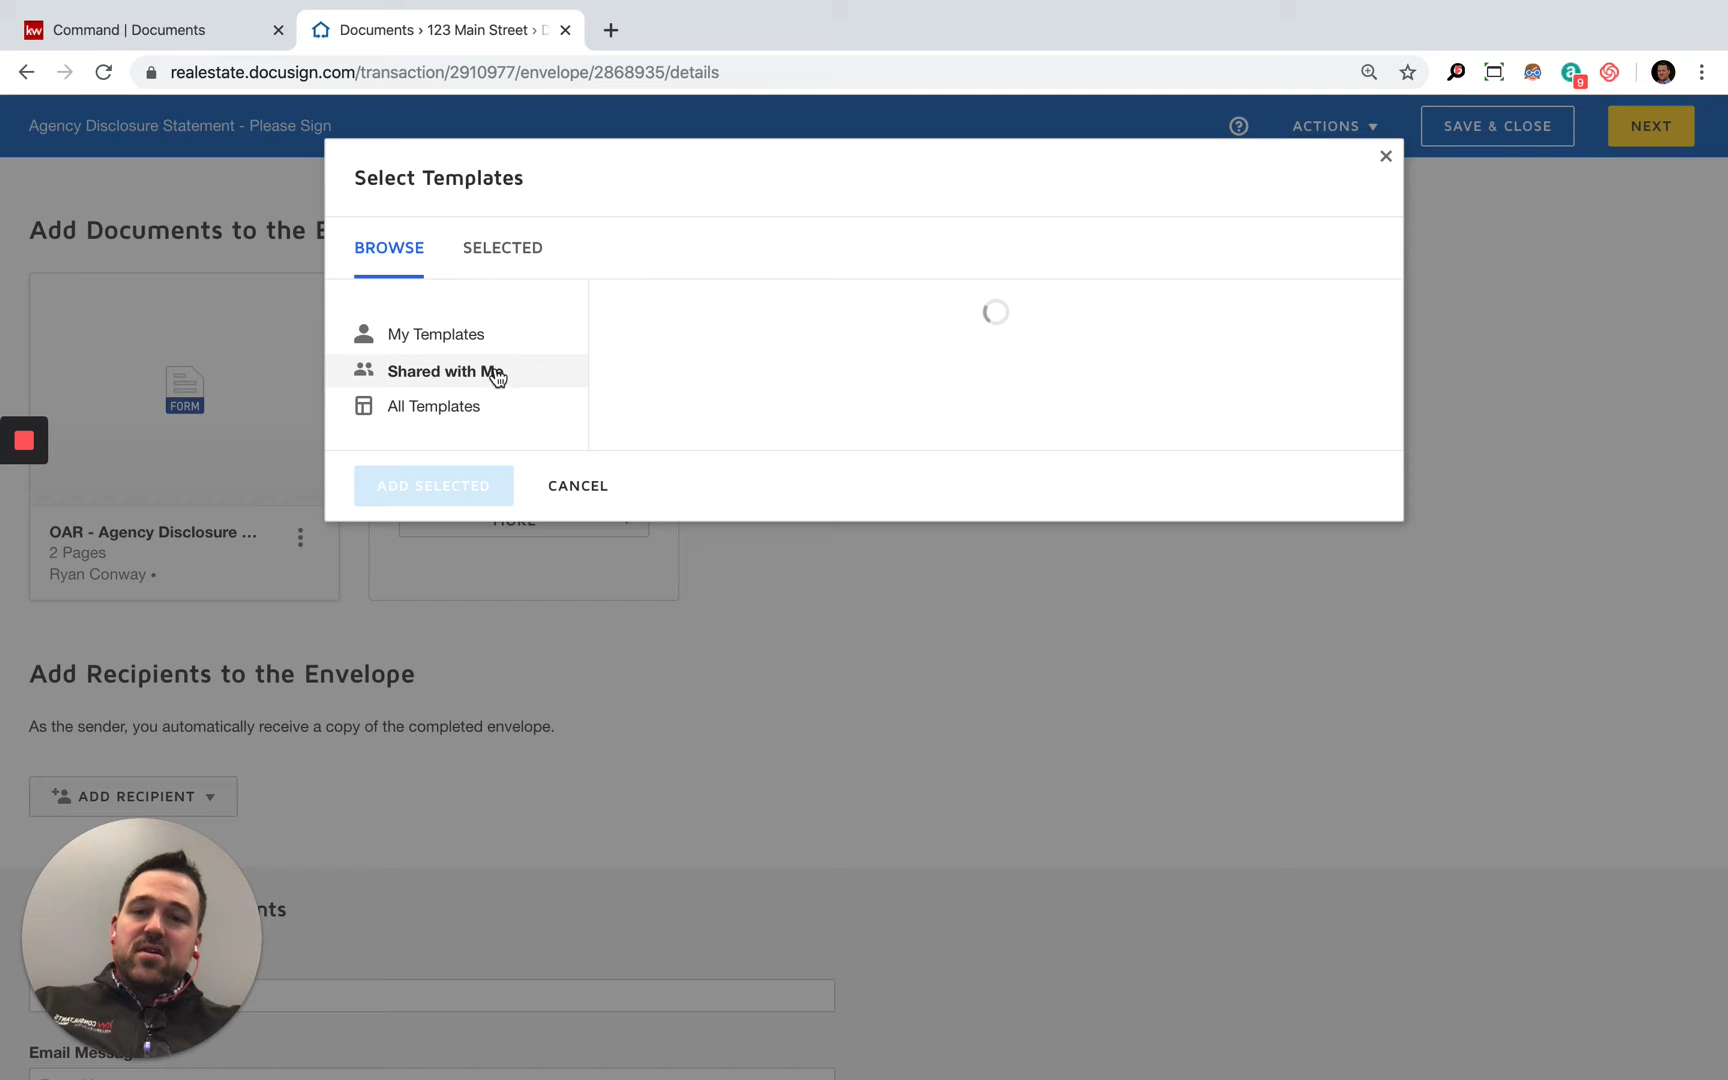 kw Command | Documents
Documents › 123 Main Street ›
realestate.docusign.com/transaction/2910977/envelope/2868935/details
9
Agency Disclosure Statement - Please Sign
ACTIONS
SAVE & CLOSE
NEXT
Select Templates
Add Documents to the
BROWSE
SELECTED
My Templates
Shared with Me
All Templates
FORM
ADD SELECTED
CANCEL
MORE
OAR - Agency Disclosure ...
2 Pages
Ryan Conway •
Add Recipients to the Envelope
As the sender, you automatically receive a copy of the completed envelope.
ADD RECIPIENT
nts
Email Messag